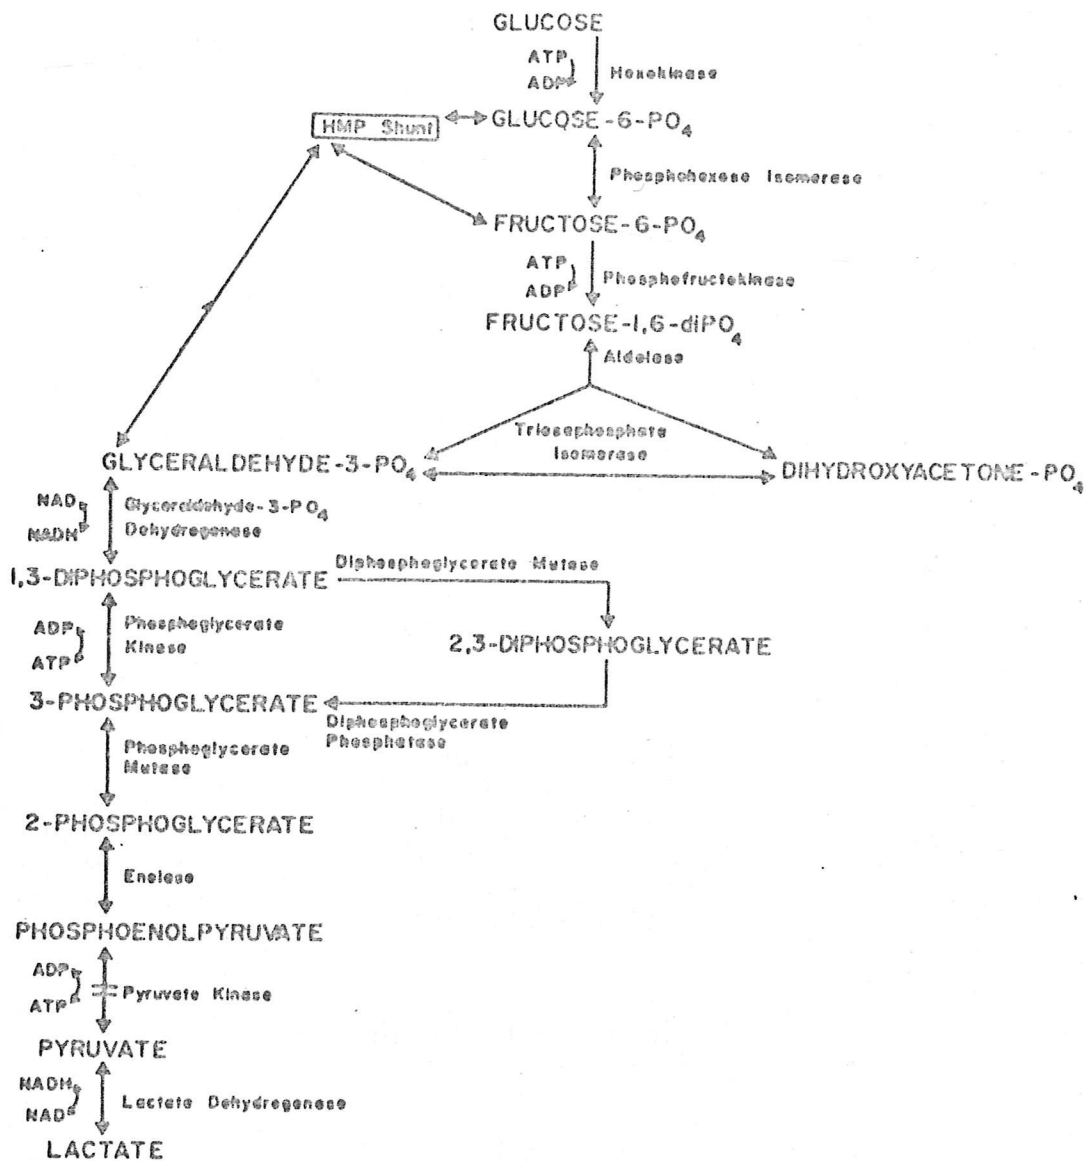 GLUCOSE
ATP
ADP
Hexokinase
HMP Shunt
GLUCOSE-6-PO4
Phosphohexose Isomerase
FRUCTOSE-6-PO4
ATP
ADP
Phosphofructokinase
FRUCTOSE-1,6-diPO4
Aldolase
Triosephosphate
Isomerase
GLYCERALDEHYDE-3-PO4
DIHYDROXYACETONE-PO4
NAD
NADH
Glyceraldehyde-3-PO4
Dehydrogenase
1,3-DIPHOSPHOGLYCERATE
Diphosphoglycerate Mutase
ADP
ATP
Phosphoglycerate
Kinase
2,3-DIPHOSPHOGLYCERATE
3-PHOSPHOGLYCERATE
Diphosphoglycerate
Phosphatase
Phosphoglycerate
Mutase
2-PHOSPHOGLYCERATE
Enolase
PHOSPHOENOLPYRUVATE
ADP
ATP
Pyruvate Kinase
PYRUVATE
NADH
NAD
Lactate Dehydrogenase
LACTATE